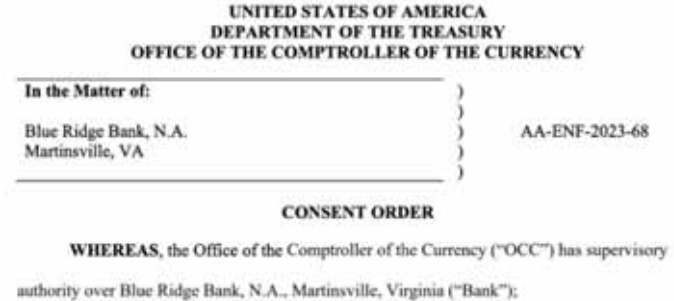 UNITED STATES OF AMERICA
DEPARTMENT OF THE TREASURY
OFFICE OF THE COMPTROLLER OF THE CURRENCY
In the Matter of: )
)
Blue Ridge Bank, N.A. ) AA-ENF-2023-68
Martinsville, VA )
)
CONSENT ORDER
WHEREAS, the Office of the Comptroller of the Currency ("OCC") has supervisory
authority over Blue Ridge Bank, N.A., Martinsville, Virginia ("Bank");